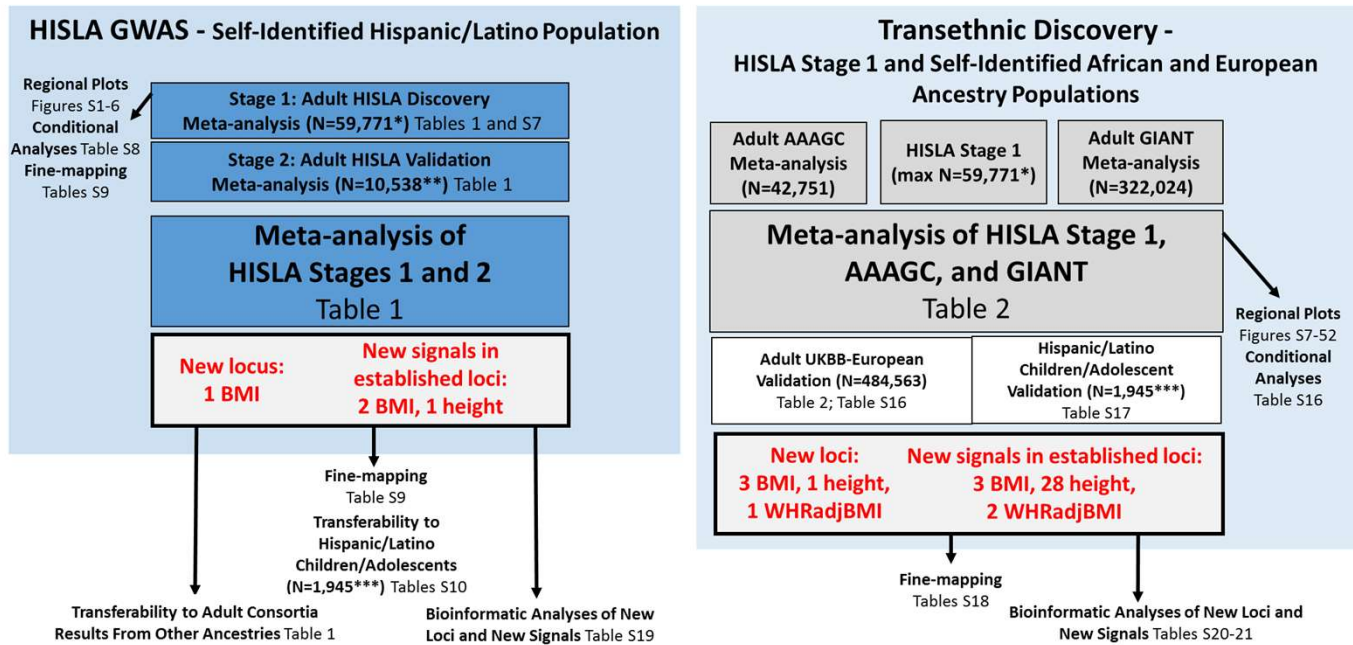 HISLA GWAS - Self-Identified Hispanic/Latino Population
Regional Plots
Figures S1-6
Conditional
Analyses Table S8
Fine-mapping
Tables S9
Stage 1: Adult HISLA Discovery
Meta-analysis (N=59,771*) Tables 1 and S7
Stage 2: Adult HISLA Validation
Meta-analysis (N=10,538**) Table 1
Meta-analysis of
HISLA Stages 1 and 2
Table 1
New locus:
1 BMI
New signals in
established loci:
2 BMI, 1 height
Fine-mapping
Table S9
Transferability to
Hispanic/Latino
Children/Adolescents
(N=1,945***) Tables S10
Transferability to Adult Consortia
Results From Other Ancestries Table 1
Bioinformatic Analyses of New
Loci and New Signals Table S19
Transethnic Discovery -
HISLA Stage 1 and Self-Identified African and European
Ancestry Populations
Adult AAAGC
Meta-analysis
(N=42,751)
HISLA Stage 1
(max N=59,771*)
Adult GIANT
Meta-analysis
(N=322,024)
Meta-analysis of HISLA Stage 1,
AAAGC, and GIANT
Table 2
Regional Plots
Figures S7-52
Conditional
Analyses
Table S16
Adult UKBB-European
Validation (N=484,563)
Table 2; Table S16
Hispanic/Latino
Children/Adolescent
Validation (N=1,945***)
Table S17
New loci:
3 BMI, 1 height,
1 WHRadjBMI
New signals in established loci:
3 BMI, 28 height,
2 WHRadjBMI
Fine-mapping
Tables S18
Bioinformatic Analyses of New Loci and
New Signals Tables S20-21